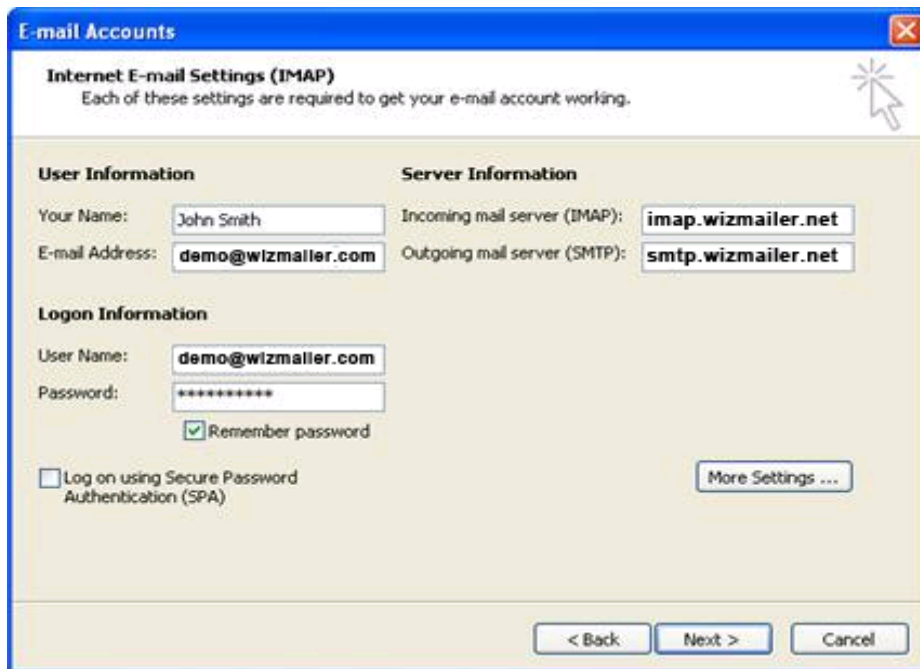 E-mail Accounts
Internet E-mail Settings (IMAP)
Each of these settings are required to get your e-mail account working.
User Information
Your Name: John Smith
E-mail Address: demo@wizmailer.com
Server Information
Incoming mail server (IMAP): imap.wizmailer.net
Outgoing mail server (SMTP): smtp.wizmailer.net
Logon Information
User Name: demo@wizmailer.com
Password: **********
Remember password
Log on using Secure Password
Authentication (SPA)
More Settings ...
< Back Next > Cancel